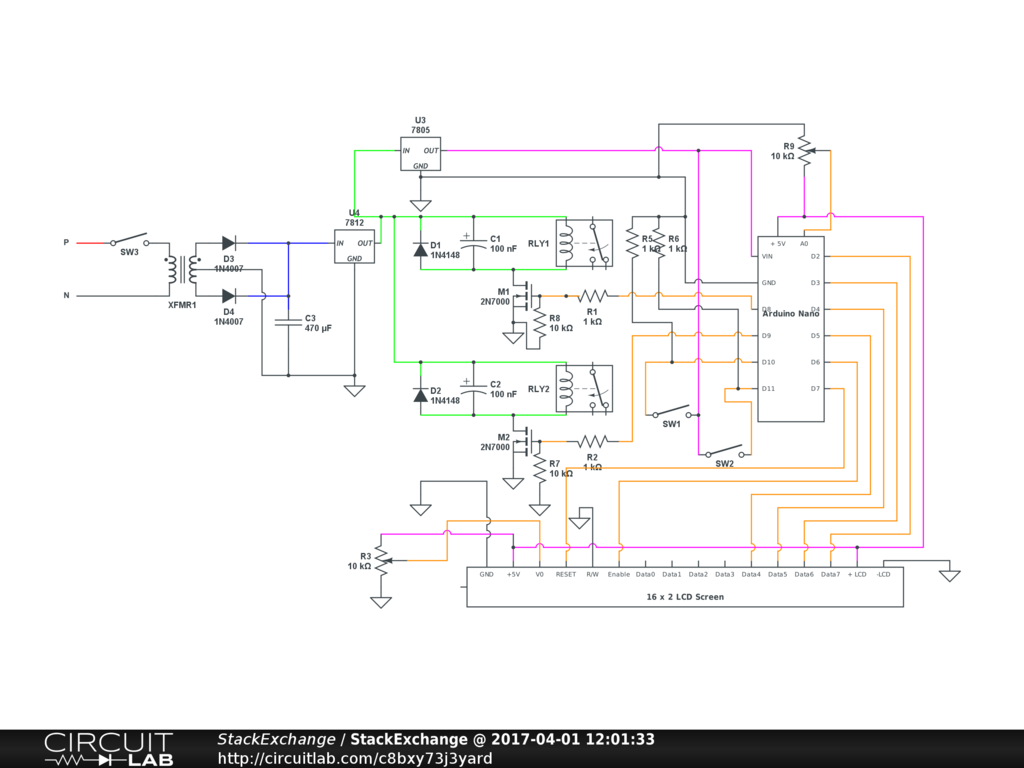 U3
7805
IN OUT
GND
R9
10 kΩ
U4
7812
IN OUT
GND
P
SW3
N
XFMR1
D3
1N4007
D4
1N4007
C3
470 µF
D1
1N4148
+
C1
100 nF
RLY1
R5
1 kΩ
R6
1 kΩ
M1
2N7000
R8
10 kΩ
R1
1 kΩ
+ 5V
A0
VIN
GND
D8
D9
D10
D11
D2
D3
D4
D5
D6
D7
Arduino Nano
D2
1N4148
+
C2
100 nF
RLY2
SW1
SW2
M2
2N7000
R7
10 kΩ
R2
1 kΩ
R3
10 kΩ
GND +5V V0 RESET R/W Enable Data0 Data1 Data2 Data3 Data4 Data5 Data6 Data7 + LCD -LCD
16 x 2 LCD Screen
CIRCUIT
LAB
StackExchange / StackExchange @ 2017-04-01 12:01:33
http://circuitlab.com/c8bxy73j3yard